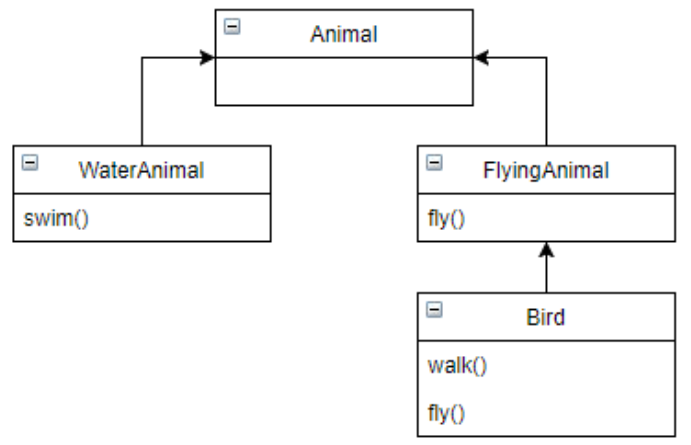 Animal
WaterAnimal
swim()
FlyingAnimal
fly()
Bird
walk()
fly()